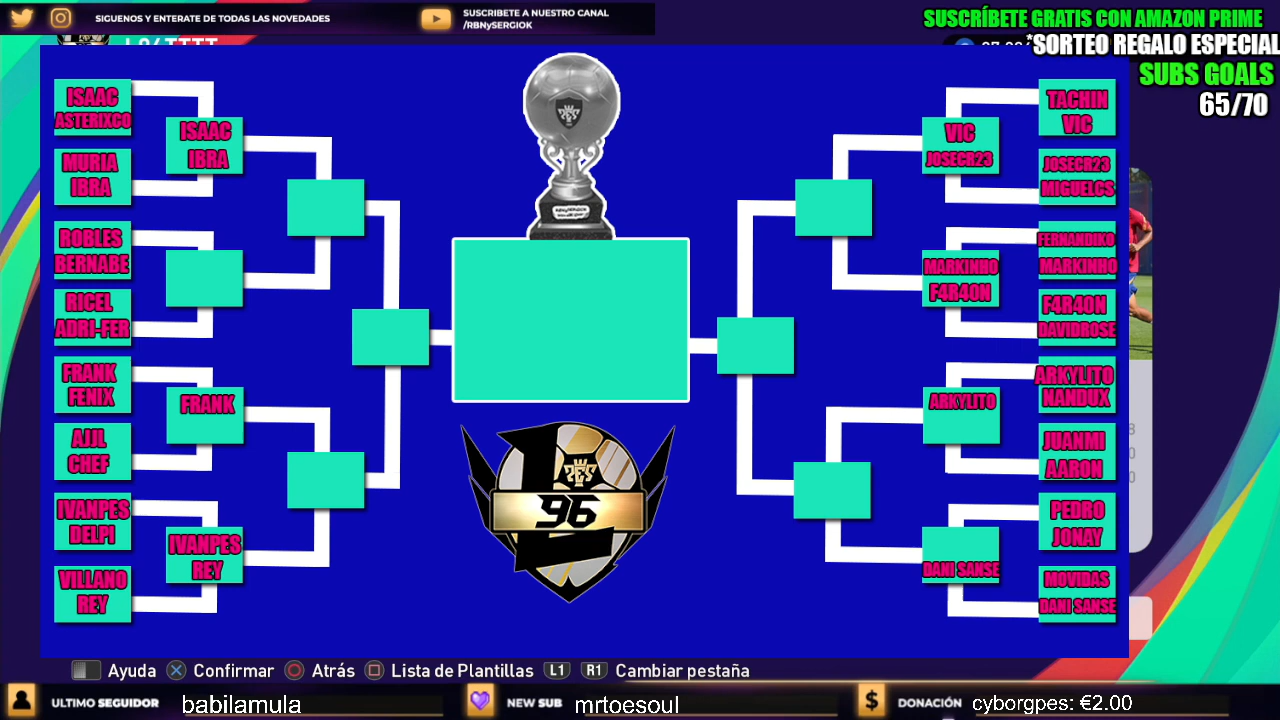 SIGUENOS Y ENTERATE DE TODAS LAS NOVEDADES
SUSCRIBETE A NUESTRO CANAL
/RBNySERGIOK
SUSCRÍBETE GRATIS CON AMAZON PRIME
*SORTEO REGALO ESPECIAL
SUBS GOALS
65/70
ISAAC
ASTERIXCO
MURIA
IBRA
ROBLES
BERNABE
RICEL
ADRI-FER
FRANK
FENIX
AJJL
CHEF
IVANPES
DELPI
VILLANO
REY
ISAAC
IBRA
FRANK
IVANPES
REY
96
VIC
JOSECR23
MARKINHO
F4R4ON
ARKYLITO
DANI SANSE
TACHIN
VIC
JOSECR23
MIGUELGS
FERNANDIKO
MARKINHO
F4R4ON
DAVIDROSE
ARKYLITO
NANDUX
JUANMI
AARON
PEDRO
JONAY
MOVIDAS
DANI SANSE
Ayuda Confirmar Atrás Lista de Plantillas L1 R1 Cambiar pestaña
ULTIMO SEGUIDOR babilamula NEW SUB mrtoesoul DONACIÓN cyborgpes: €2.00